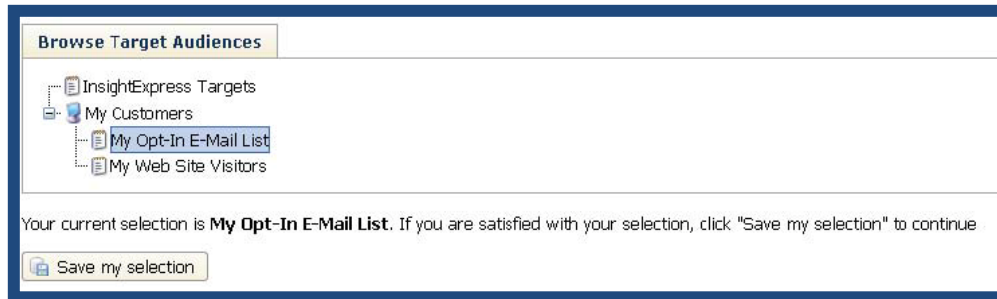 Browse Target Audiences
InsightExpress Targets
My Customers
My Opt-In E-Mail List
My Web Site Visitors
Your current selection is My Opt-In E-Mail List. If you are satisfied with your selection, click "Save my selection" to continue
Save my selection